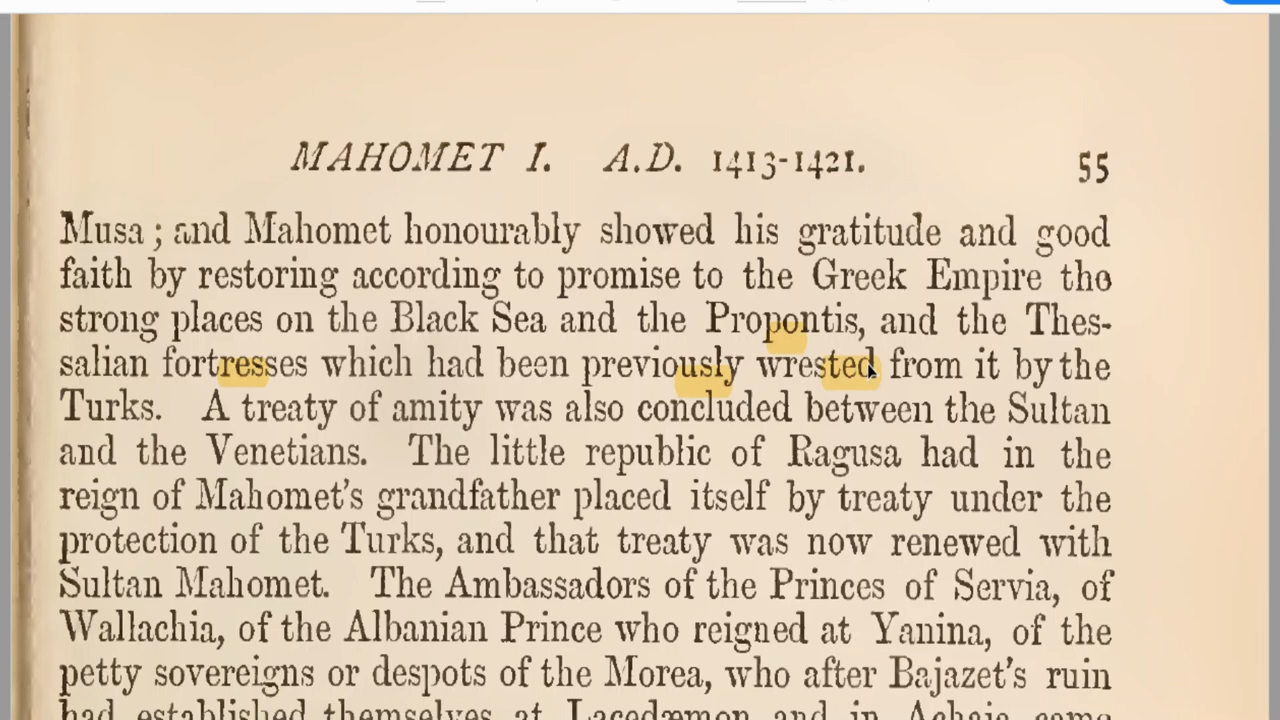 MAHOMET I. A.D. 1413-1421. 55
Musa ; and Mahomet honourably showed his gratitude and good
faith by restoring according to promise to the Greek Empire the
strong places on the Black Sea and the Propontis, and the Thes-
salian fortresses which had been previously wrested from it by the
Turks. A treaty of amity was also concluded between the Sultan
and the Venetians. The little republic of Ragusa had in the
reign of Mahomet's grandfather placed itself by treaty under the
protection of the Turks, and that treaty was now renewed with
Sultan Mahomet. The Ambassadors of the Princes of Servia, of
Wallachia, of the Albanian Prince who reigned at Yanina, of the
petty sovereigns or despots of the Morea, who after Bajazet's ruin
had established themselves at Lacedæmon and in Achaia came